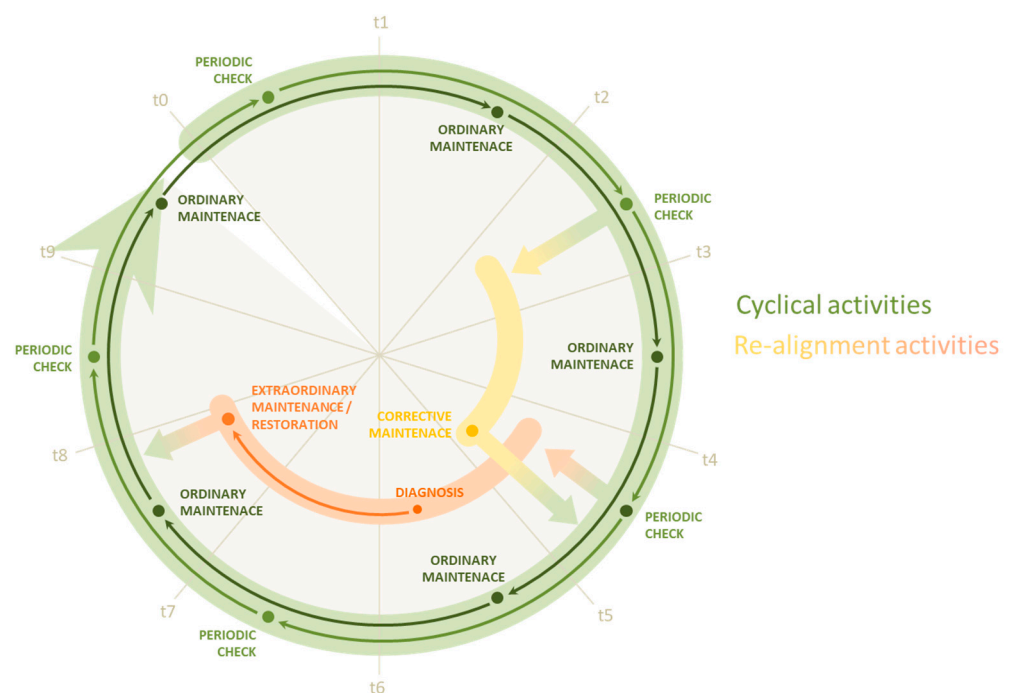 t1
PERIODIC
CHECK
t0
t2
ORDINARY
MAINTENACE
PERIODIC
CHECK
ORDINARY
MAINTENACE
t9
t3
Cyclical activities
Re-alignment activities
PERIODIC
CHECK
ORDINARY
MAINTENACE
EXTRAORDINARY
MAINTENANCE/
RESTORATION
CORRECTIVE
MAINTENACE
t8
t4
DIAGNOSIS
ORDINARY
MAINTENACE
PERIODIC
CHECK
ORDINARY
MAINTENACE
t7
t5
PERIODIC
CHECK
t6